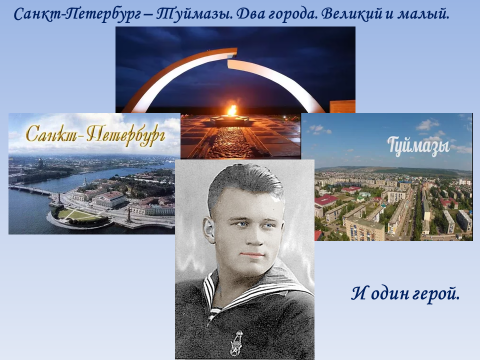 Санкт-Петербург – Туймазы. Два города. Великий и малый.
Санкт-Петербург
Туймазы
И один герой.